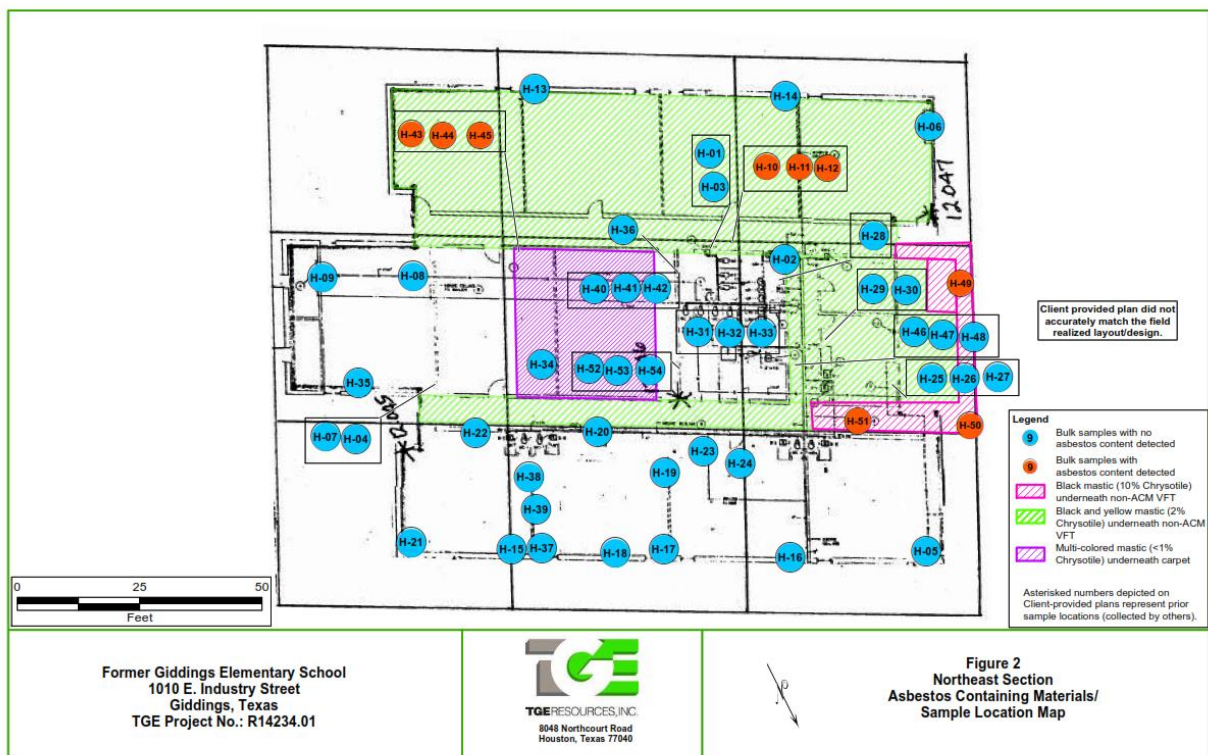 H-13
H-14
H-06
H-43
H-44
H-45
H-01
H-03
H-10
H-11
H-12
12047
H-36
H-28
H-02
H-09
H-08
H-40
H-41
H-42
H-29
H-30
H-49
H-31
H-32
H-33
H-46
H-47
H-48
H-34
H-52
H-53
H-54
H-25
H-26
H-27
H-35
12005
H-07
H-04
H-22
H-20
H-51
H-50
H-23
H-24
H-19
H-38
H-39
H-21
H-15
H-37
H-18
H-17
H-16
H-05
Client provided plan did not
accurately match the field
realized layout/design.
Legend
9
Bulk samples with no
asbestos content detected
9
Bulk samples with
asbestos content detected
Black mastic (10% Chrysotile)
underneath non-ACM VFT
Black and yellow mastic (2%
Chrysotile) underneath non-ACM
VFT
Multi-colored mastic (<1%
Chrysotile) underneath carpet
Asterisked numbers depicted on
Client-provided plans represent prior
sample locations (collected by others).
0
25
50
Feet
Former Giddings Elementary School
1010 E. Industry Street
Giddings, Texas
TGE Project No.: R14234.01
TGE
TGERESOURCES, INC.
8048 Northcourt Road
Houston, Texas 77040
Figure 2
Northeast Section
Asbestos Containing Materials/
Sample Location Map